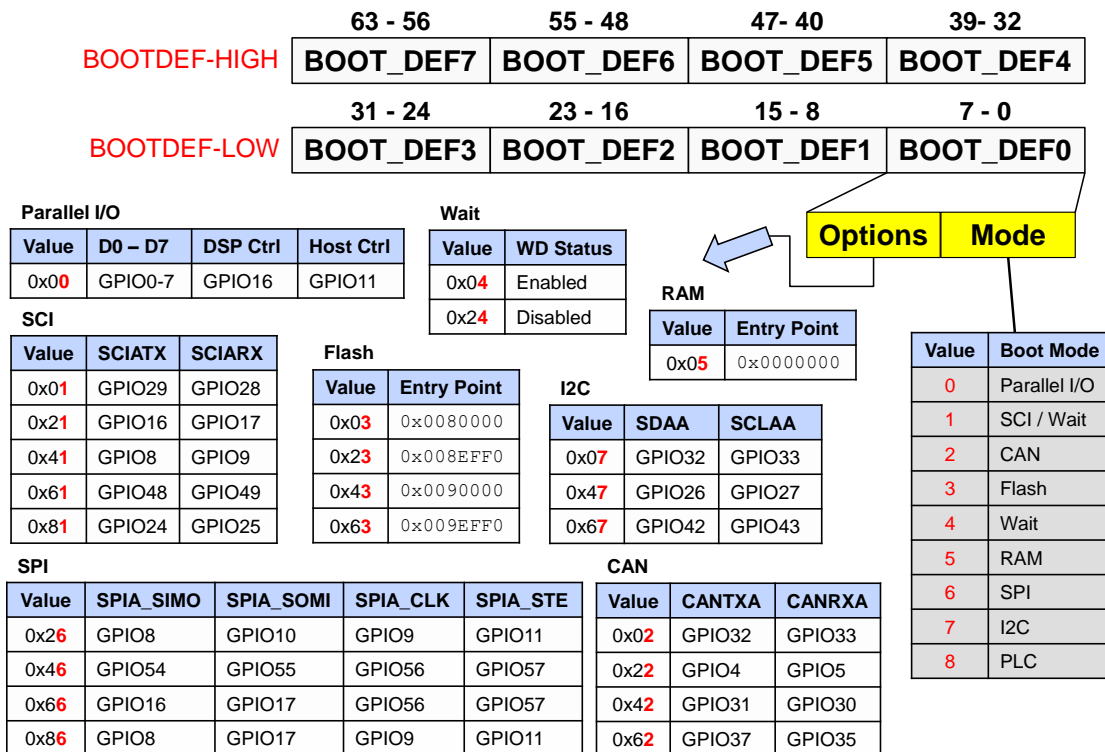 63 - 56 55 - 48 47- 40 39- 32
BOOTDEF-HIGH BOOT_DEF7 BOOT_DEF6 BOOT_DEF5 BOOT_DEF4
31 - 24 23 - 16 15 - 8 7 - 0
BOOTDEF-LOW BOOT_DEF3 BOOT_DEF2 BOOT_DEF1 BOOT_DEF0
Options Mode
Parallel I/O
Value D0 – D7 DSP Ctrl Host Ctrl
0x00 GPIO0-7 GPIO16 GPIO11
Wait
Value WD Status
0x04 Enabled
0x24 Disabled
RAM
Value Entry Point
0x05 0x0000000
SCI
Value SCIATX SCIARX
0x01 GPIO29 GPIO28
0x21 GPIO16 GPIO17
0x41 GPIO8 GPIO9
0x61 GPIO48 GPIO49
0x81 GPIO24 GPIO25
Flash
Value Entry Point
0x03 0x0080000
0x23 0x008EFF0
0x43 0x0090000
0x63 0x009EFF0
I2C
Value SDAA SCLAA
0x07 GPIO32 GPIO33
0x47 GPIO26 GPIO27
0x67 GPIO42 GPIO43
Value Boot Mode
0 Parallel I/O
1 SCI / Wait
2 CAN
3 Flash
4 Wait
5 RAM
6 SPI
7 I2C
8 PLC
SPI
Value SPIA_SIMO SPIA_SOMI SPIA_CLK SPIA_STE
0x26 GPIO8 GPIO10 GPIO9 GPIO11
0x46 GPIO54 GPIO55 GPIO56 GPIO57
0x66 GPIO16 GPIO17 GPIO56 GPIO57
0x86 GPIO8 GPIO17 GPIO9 GPIO11
CAN
Value CANTXA CANRXA
0x02 GPIO32 GPIO33
0x22 GPIO4 GPIO5
0x42 GPIO31 GPIO30
0x62 GPIO37 GPIO35